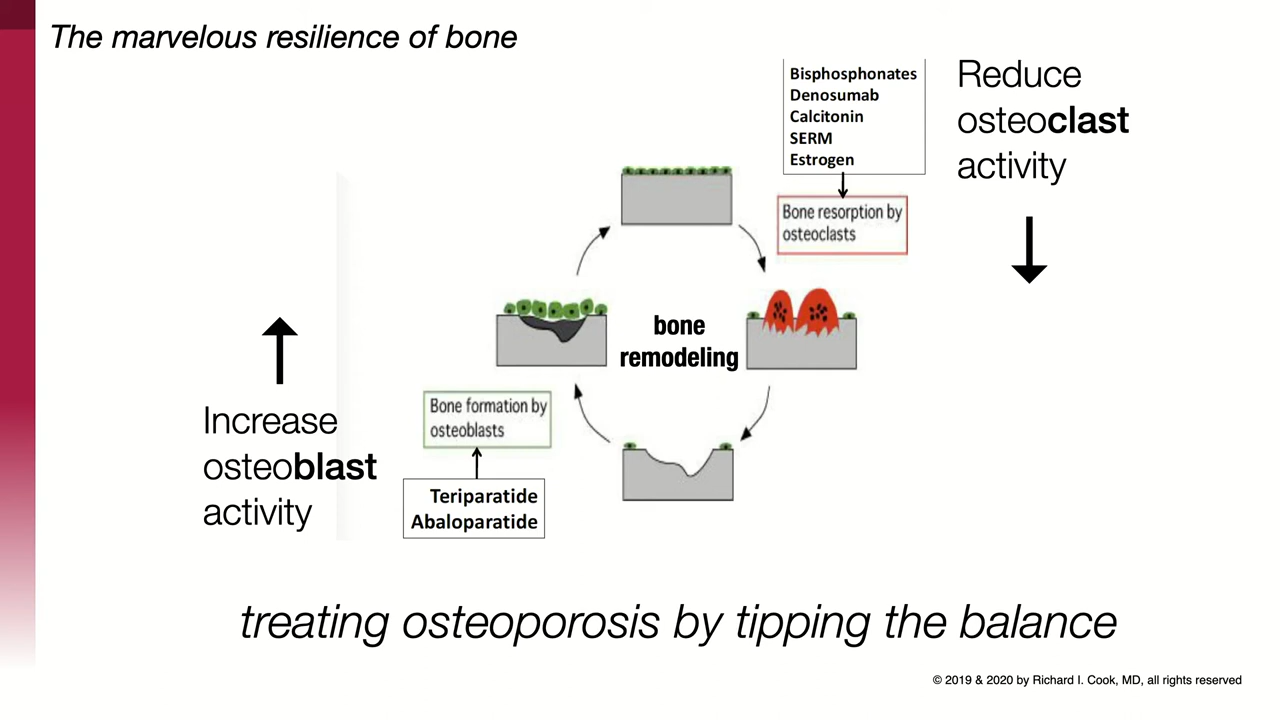 The marvelous resilience of bone
Bisphosphonates
Denosumab
Calcitonin
SERM
Estrogen
Reduce
osteoclast
activity
Bone resorption by
osteoclasts
bone
remodeling
Increase
osteoblast
activity
Bone formation by
osteoblasts
Teriparatide
Abaloparatide
treating osteoporosis by tipping the balance
© 2019 & 2020 by Richard I. Cook, MD, all rights reserved